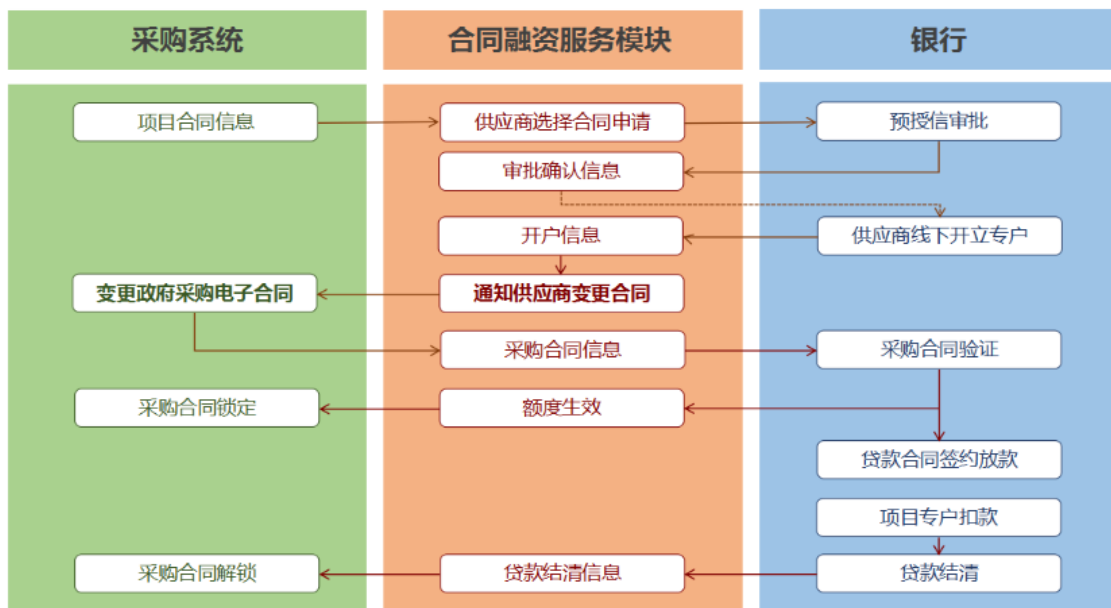 采购系统
合同融资服务模块
银行
项目合同信息
供应商选择合同申请
预授信审批
审批确认信息
开户信息
供应商线下开立专户
变更政府采购电子合同
通知供应商变更合同
采购合同信息
采购合同验证
采购合同锁定
额度生效
贷款合同签约放款
项目专户扣款
采购合同解锁
贷款结清信息
贷款结清